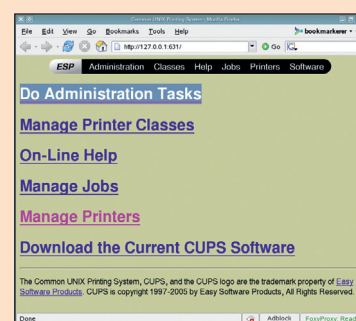 Common UNIX Printing System - Mozilla Firefox
File Edit View Go Bookmarks Tools Help bookmarkerer
http://127.0.0.1:631/ Go
ESP Administration Classes Help Jobs Printers Software
Do Administration Tasks
Manage Printer Classes
On-Line Help
Manage Jobs
Manage Printers
Download the Current CUPS Software
The Common UNIX Printing System, CUPS, and the CUPS logo are the trademark property of Easy
Software Products. CUPS is copyright 1997-2005 by Easy Software Products, All Rights Reserved.
Done Adblock FoxyProxy: Read